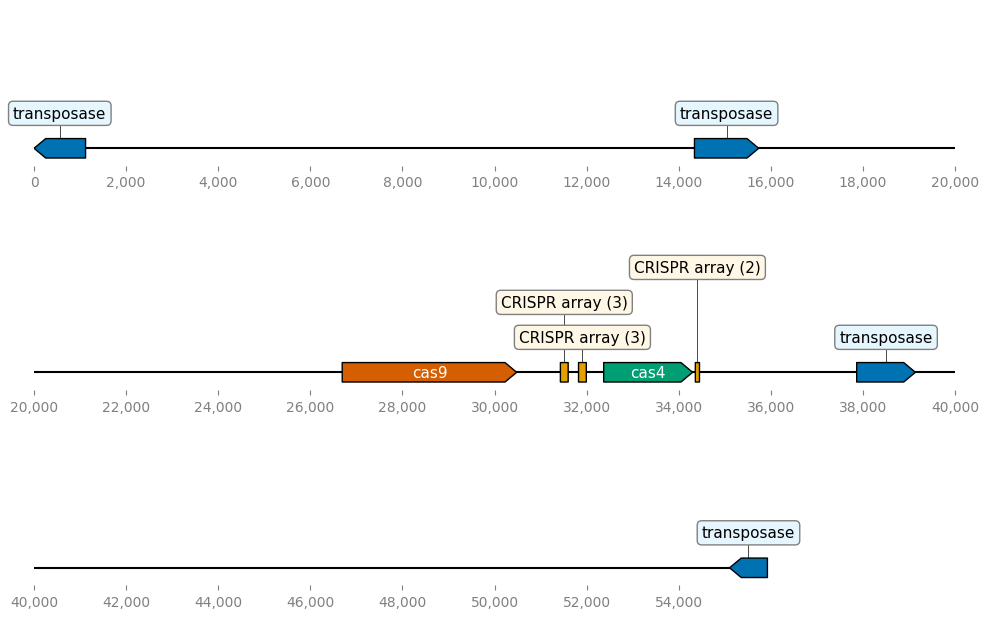 transposase transposase
0 2,000 4,000 6,000 8,000 10,000 12,000 14,000 16,000 18,000 20,000
CRISPR array (2)
CRISPR array (3)
CRISPR array (3) transposase
cas9 cas4
20,000 22,000 24,000 26,000 28,000 30,000 32,000 34,000 36,000 38,000 40,000
transposase
40,000 42,000 44,000 46,000 48,000 50,000 52,000 54,000